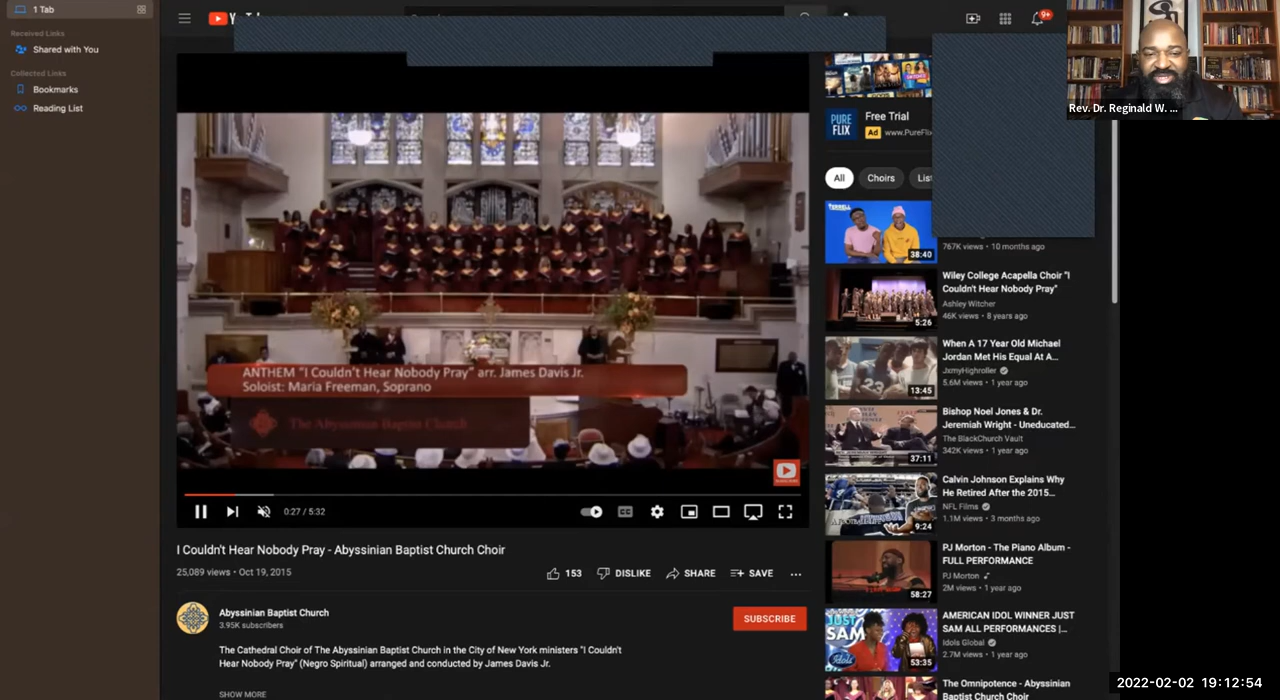 1 Tab
Received Links
Shared with You
Collected Links
Bookmarks
Reading List
9+
Rev. Dr. Reginald W. ...
ANTHEM "I Couldn't Hear Nobody Pray" arr. James Davis Jr.
Soloist: Maria Freeman, Soprano
The Abyssinian Baptist Church
0:27 / 5:32
I Couldn't Hear Nobody Pray - Abyssinian Baptist Church Choir
25,089 views • Oct 19, 2015
153
DISLIKE
SHARE
SAVE
...
Abyssinian Baptist Church
3.95K subscribers
SUBSCRIBE
The Cathedral Choir of The Abyssinian Baptist Church in the City of New York ministers "I Couldn't
Hear Nobody Pray" (Negro Spiritual) arranged and conducted by James Davis Jr.
SHOW MORE
PURE
FLIX
Free Trial
Ad www.PureFlix
All
Choirs
TERRELL
38:40
767K views • 10 months ago
5:26
Wiley College Acapella Choir "I
Couldn't Hear Nobody Pray"
Ashley Witcher
46K views • 8 years ago
13:45
When A 17 Year Old Michael
Jordan Met His Equal At A...
JxmyHighroller
5.6M views • 1 year ago
37:11
Bishop Noel Jones & Dr.
Jeremiah Wright - Uneducated...
The BlackChurch Vault
342K views • 1 year ago
9:24
Calvin Johnson Explains Why
He Retired After the 2015...
NFL Films
1.1M views • 3 months ago
58:27
PJ Morton - The Piano Album -
FULL PERFORMANCE
PJ Morton
2M views • 1 year ago
JUST
SAM
Idols
53:35
AMERICAN IDOL WINNER JUST
SAM ALL PERFORMANCES |...
Idols Global
2.7M views • 1 year ago
The Omnipotence - Abyssinian
Baptist Church Choir
2022-02-02 19:12:54